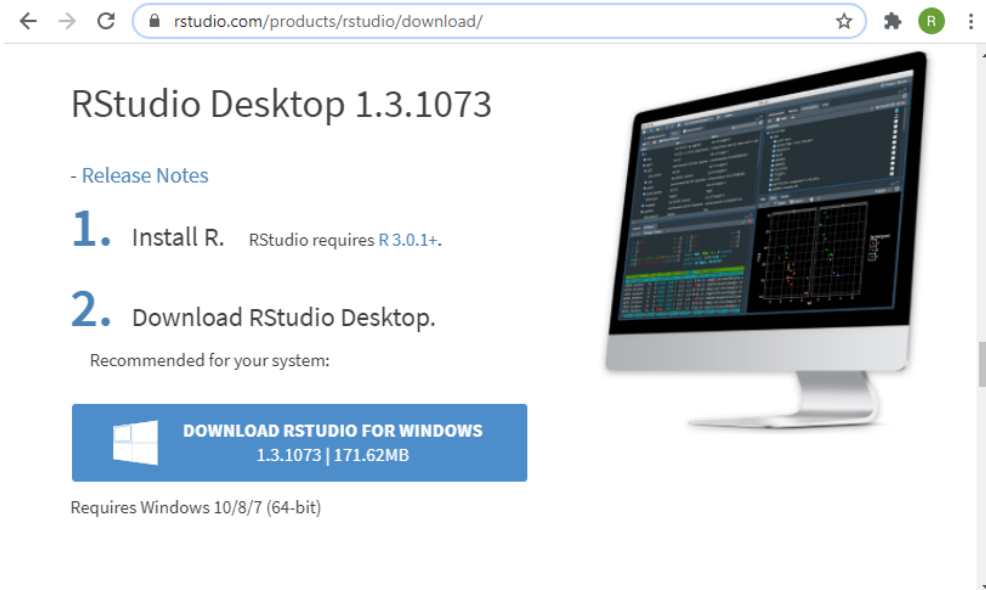 rstudio.com/products/rstudio/download/
R
RStudio Desktop 1.3.1073
- Release Notes
1. Install R. RStudio requires R 3.0.1+.
2. Download RStudio Desktop.
Recommended for your system:
DOWNLOAD RSTUDIO FOR WINDOWS
1.3.1073 | 171.62MB
Requires Windows 10/8/7 (64-bit)